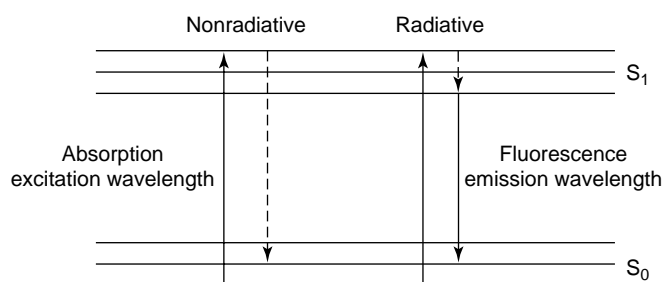 Nonradiative
Radiative
S1
Absorption
excitation wavelength
Fluorescence
emission wavelength
S0